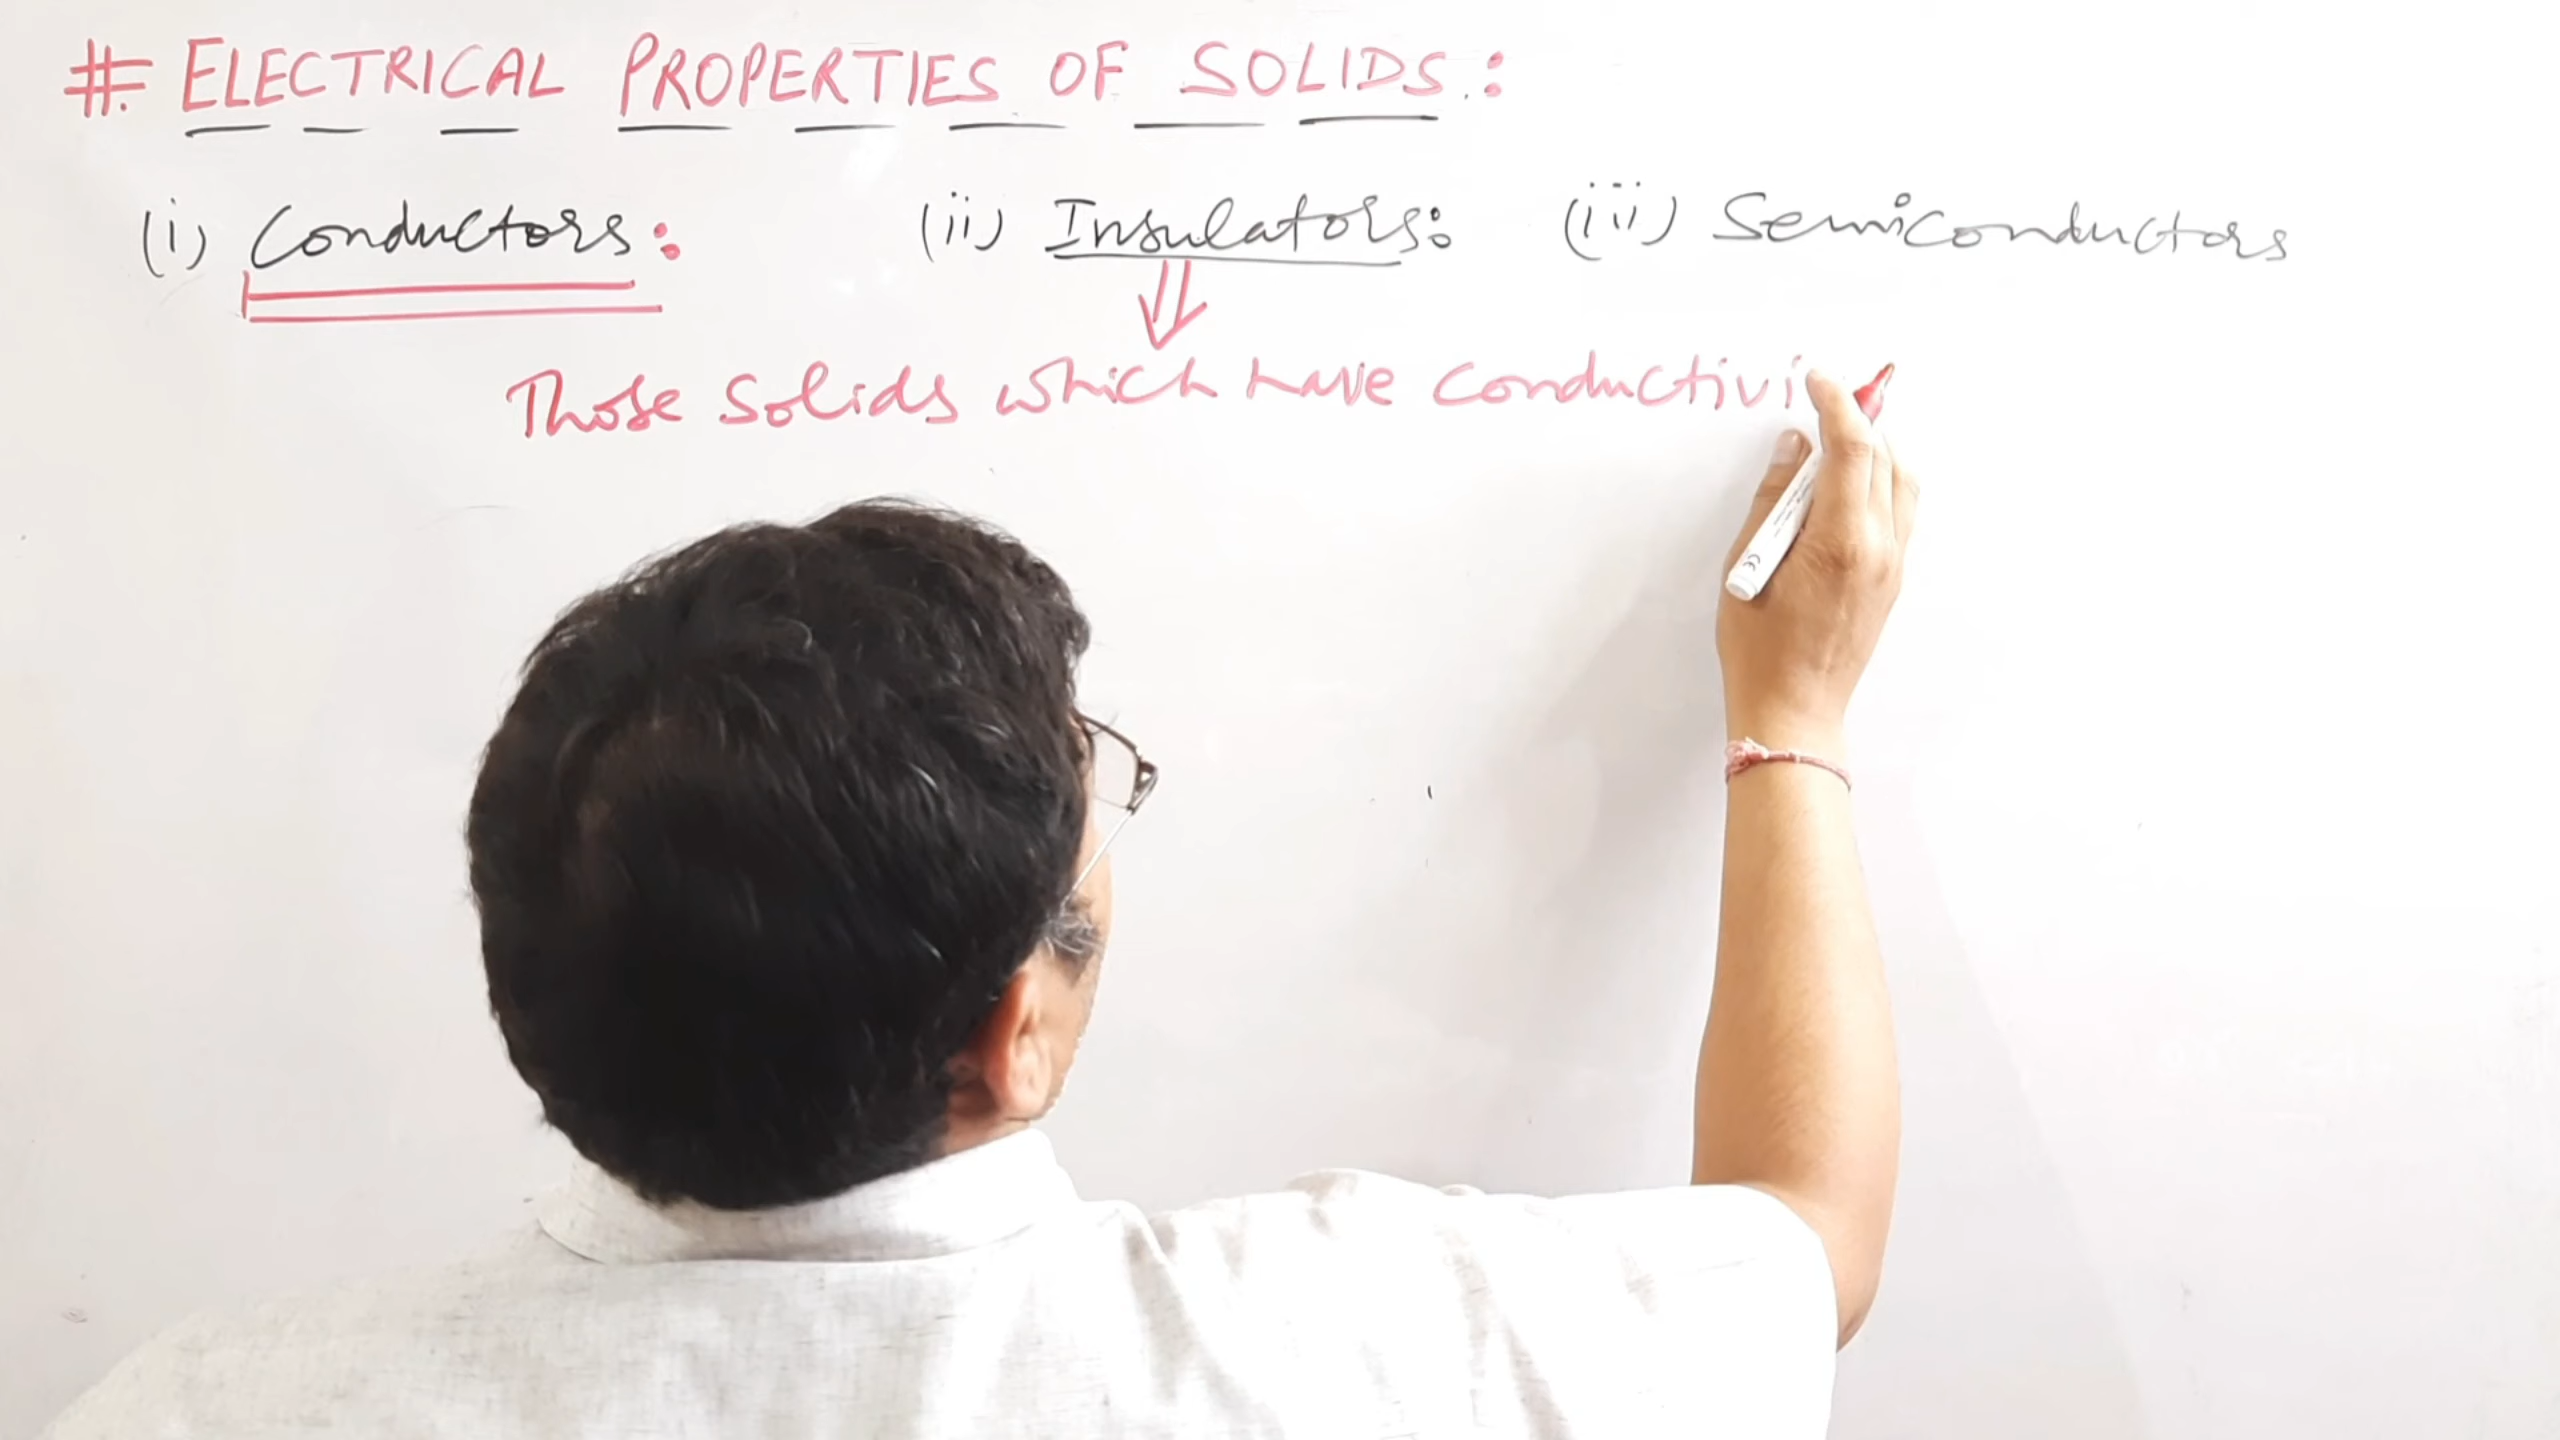 # ELECTRICAL PROPERTIES OF SOLIDS:
(i) Conductors: (ii) Insulators: (iii) Semiconductors
Those solids which have conductivi